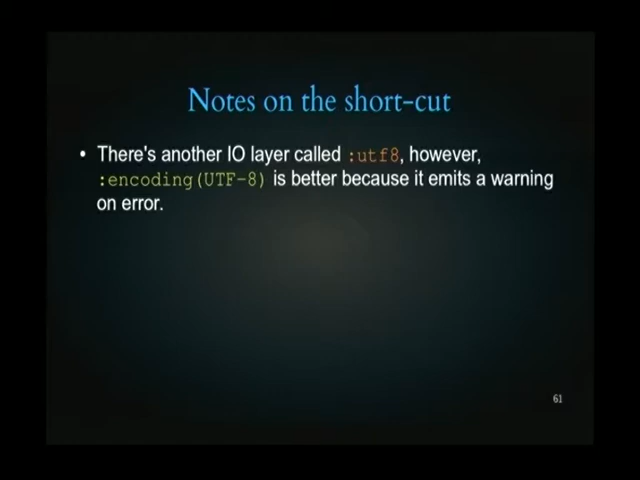 Notes on the short-cut
• There's another IO layer called :utf8, however,
:encoding(UTF-8) is better because it emits a warning
on error.
61